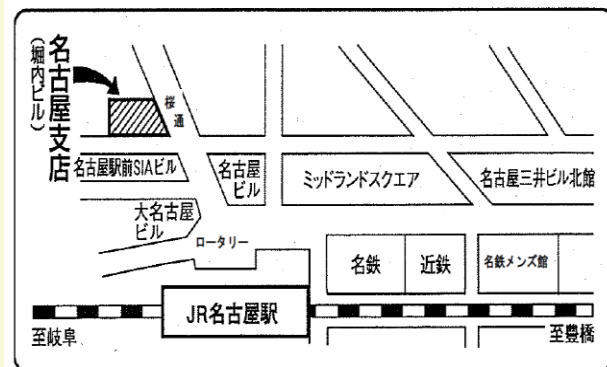 名古屋支店
(堀内ビル)
桜通
名古屋駅前SIAビル
名古屋
ビル
ミッドランドスクエア
名古屋三井ビル北館
大名古屋
ビル
ロータリー
名鉄
近鉄
名鉄メンズ館
JR名古屋駅
至岐阜
至豊橋